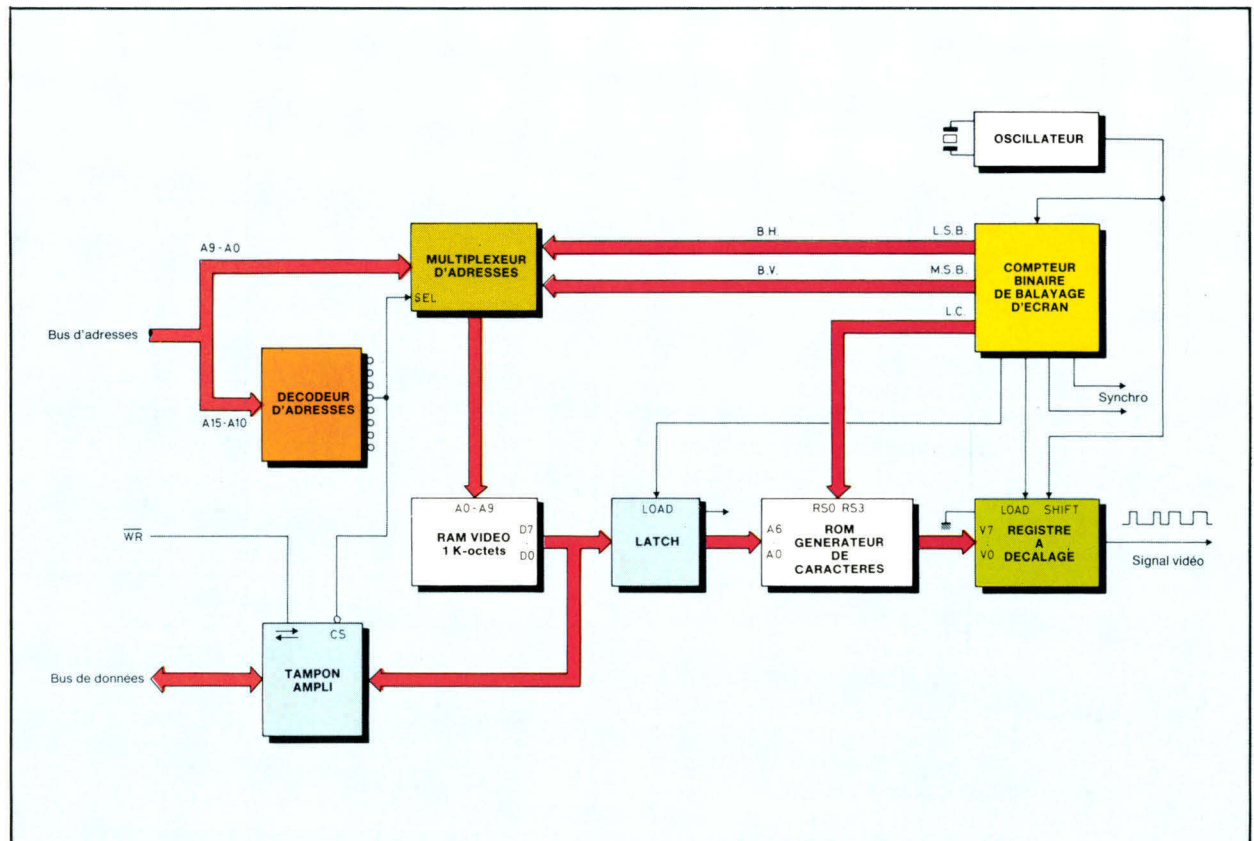 OSCILLATEUR
A9-A0
MULTIPLEXEUR
D'ADRESSES
SEL
B.H.
L.S.B.
B.V.
M.S.B.
L.C.
COMPTEUR
BINAIRE
DE BALAYAGE
D'ECRAN
Bus d'adresses
DECODEUR
D'ADRESSES
A15-A10
Synchro
WR
A0-A9
RAM VIDEO
1 K-octets
D7
D0
LOAD
LATCH
RS0 RS3
A6
A0
ROM
GENERATEUR
DE
CARACTERES
LOAD SHIFT
V7
V0
REGISTRE
A
DECALAGE
Signal vidéo
CS
TAMPON
AMPLI
Bus de données